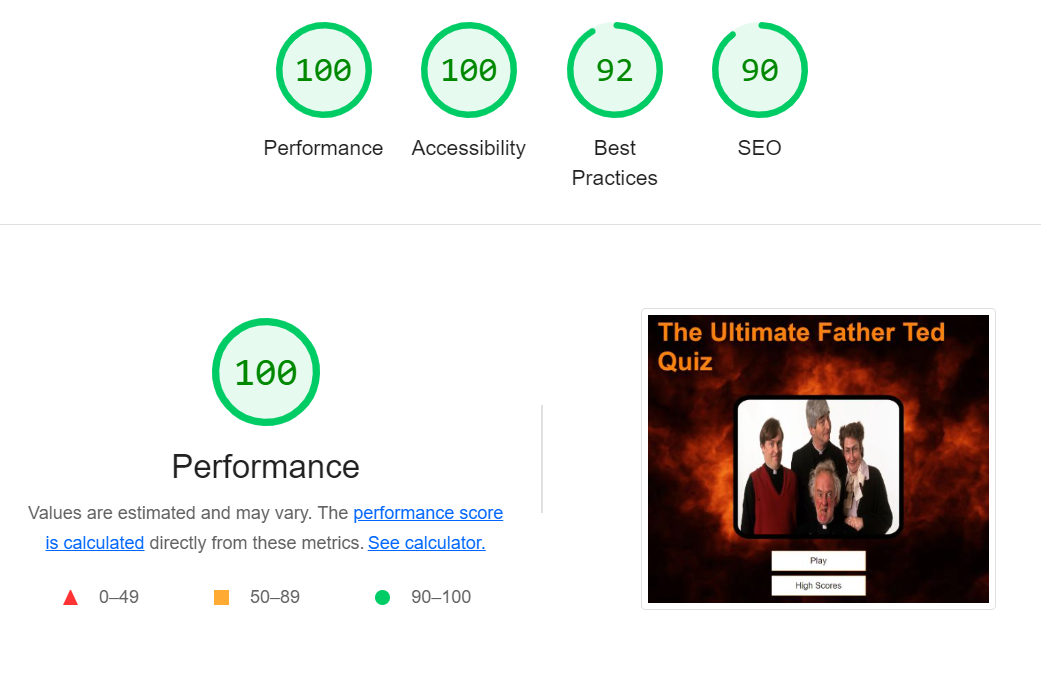 100
100
92
90
Performance
Accessibility
Best
Practices
SEO
100
Performance
Values are estimated and may vary. The performance score
is calculated directly from these metrics. See calculator.
0–49
50–89
90–100
The Ultimate Father Ted
Quiz
Play
High Scores